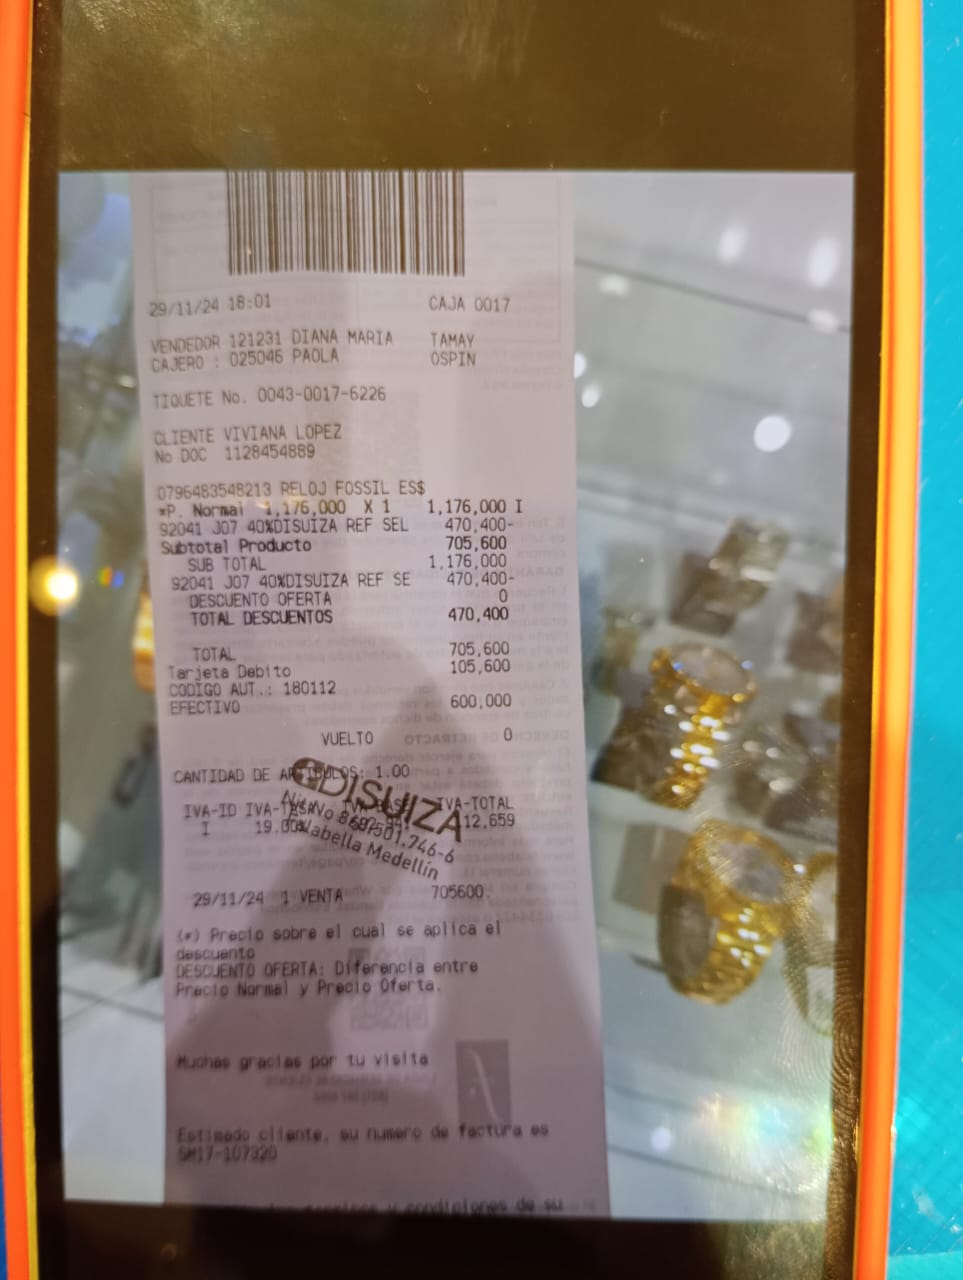 29/11/24 18:01 CAJA 0017
VENDEDOR 121231 DIANA MARIA TAMAY
CAJERO : 025046 PAOLA OSPIN
TIQUETE No. 0043-0017-6226
CLIENTE VIVIANA LOPEZ
No DOC 1128454889
0796483548213 RELOJ FOSSIL ES$
*P. Normal 1,176,000 X 1 1,176,000 I
92041 J07 40%DISUIZA REF SEL 470,400-
Subtotal Producto 705,600
SUB TOTAL 1,176,000
92041 J07 40%DISUIZA REF SE 470,400-
DESCUENTO OFERTA 0
TOTAL DESCUENTOS 470,400
TOTAL 705,600
Tarjeta Debito 105,600
CODIGO AUT.: 180112
EFECTIVO 600,000
VUELTO 0
CANTIDAD DE ARTICULOS: 1.00
DISUIZA
Nit. No 860.501.746-6
Falabella Medellín
IVA-ID IVA-TASA IVA-BASE IVA-TOTAL
I 19.00% 112,659
29/11/24 1 VENTA 705600
(*) Precio sobre el cual se aplica el
descuento
DESCUENTO OFERTA: Diferencia entre
Precio Normal y Precio Oferta.
Muchas gracias por tu visita
Estimado cliente, su numero de factura es
SM17-107320
y condiciones de su